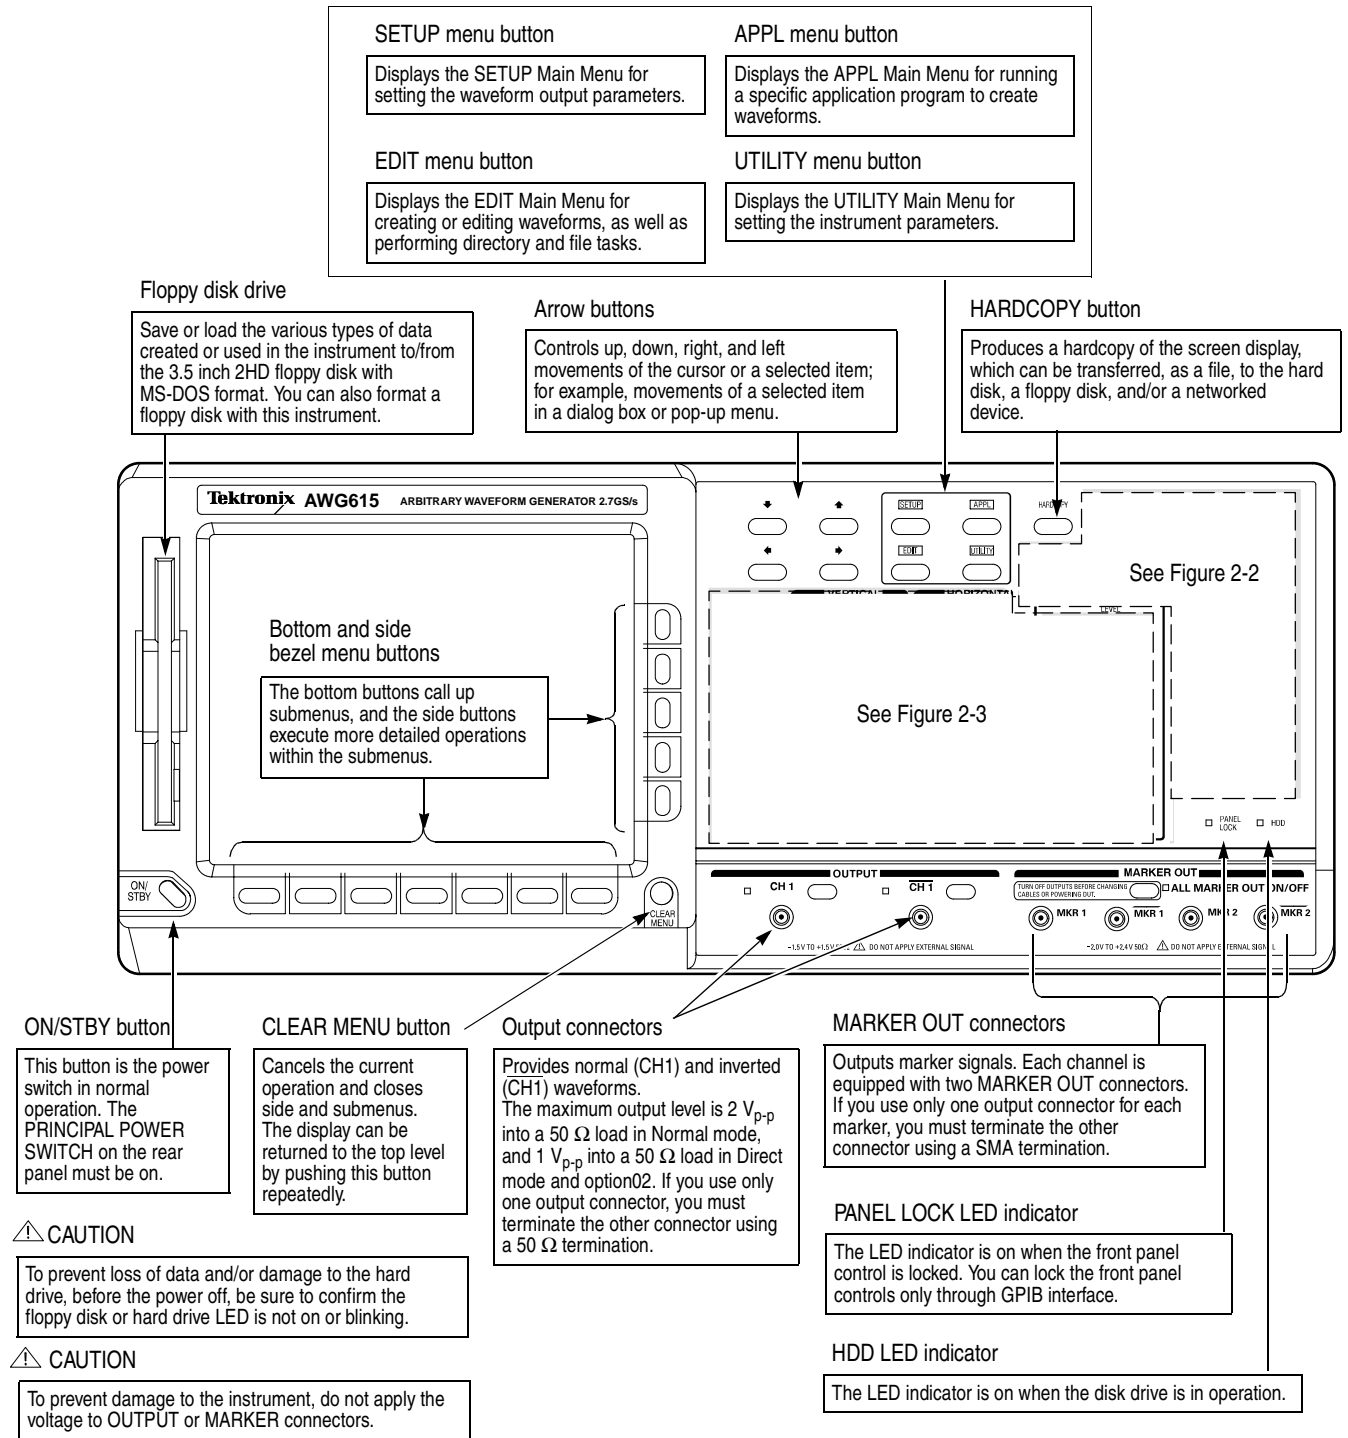 SETUP menu button
Displays the SETUP Main Menu for
setting the waveform output parameters.
APPL menu button
Displays the APPL Main Menu for running
a specific application program to create
waveforms.
EDIT menu button
Displays the EDIT Main Menu for
creating or editing waveforms, as well as
performing directory and file tasks.
UTILITY menu button
Displays the UTILITY Main Menu for
setting the instrument parameters.
Floppy disk drive
Save or load the various types of data
created or used in the instrument to/from
the 3.5 inch 2HD floppy disk with
MS-DOS format. You can also format a
floppy disk with this instrument.
Arrow buttons
Controls up, down, right, and left
movements of the cursor or a selected item;
for example, movements of a selected item
in a dialog box or pop-up menu.
HARDCOPY button
Produces a hardcopy of the screen display,
which can be transferred, as a file, to the hard
disk, a floppy disk, and/or a networked
device.
Tektronix AWG615 ARBITRARY WAVEFORM GENERATOR 2.7GS/s
SETUP
APPL
HARDCOPY
EDIT
UTILITY
VERTICAL
HORIZONTAL
LEVEL
See Figure 2-2
See Figure 2-3
Bottom and side
bezel menu buttons
The bottom buttons call up
submenus, and the side buttons
execute more detailed operations
within the submenus.
PANEL
LOCK
HDD
ON/
STBY
CLEAR
MENU
OUTPUT
CH 1
C̅H̅ ̅1̅
-1.5V TO +1.5V 50Ω ⚠ DO NOT APPLY EXTERNAL SIGNAL
MARKER OUT
TURN OFF OUTPUTS BEFORE CHANGING
CABLES OR POWERING DUT.
ALL MARKER OUT ON/OFF
MKR 1
M̅K̅R̅ ̅1̅
MKR 2
M̅K̅R̅ ̅2̅
-2.0V TO +2.4V 50Ω ⚠ DO NOT APPLY EXTERNAL SIGNAL
ON/STBY button
This button is the power
switch in normal
operation. The
PRINCIPAL POWER
SWITCH on the rear
panel must be on.
CLEAR MENU button
Cancels the current
operation and closes
side and submenus.
The display can be
returned to the top level
by pushing this button
repeatedly.
Output connectors
Provides normal (CH1) and inverted
(C̅H̅1̅) waveforms.
The maximum output level is 2 Vp-p
into a 50 Ω load in Normal mode,
and 1 Vp-p into a 50 Ω load in Direct
mode and option02. If you use only
one output connector, you must
terminate the other connector using
a 50 Ω termination.
MARKER OUT connectors
Outputs marker signals. Each channel is
equipped with two MARKER OUT connectors.
If you use only one output connector for each
marker, you must terminate the other
connector using a SMA termination.
PANEL LOCK LED indicator
The LED indicator is on when the front panel
control is locked. You can lock the front panel
controls only through GPIB interface.
HDD LED indicator
The LED indicator is on when the disk drive is in operation.
⚠ CAUTION
To prevent loss of data and/or damage to the hard
drive, before the power off, be sure to confirm the
floppy disk or hard drive LED is not on or blinking.
⚠ CAUTION
To prevent damage to the instrument, do not apply the
voltage to OUTPUT or MARKER connectors.